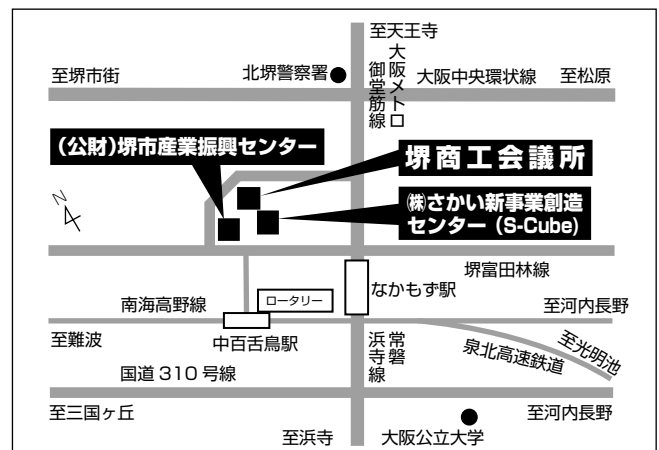 至天王寺
大阪メトロ
御堂筋線
至堺市街
北堺警察署
大阪中央環状線
至松原
(公財)堺市産業振興センター
堺商工会議所
㈱さかい新事業創造
センター（S-Cube)
N
堺富田林線
なかもず駅
ロータリー
南海高野線
至河内長野
至難波
中百舌鳥駅
常磐
浜寺線
泉北高速鉄道
至光明池
国道310号線
至三国ヶ丘
至河内長野
至浜寺
大阪公立大学